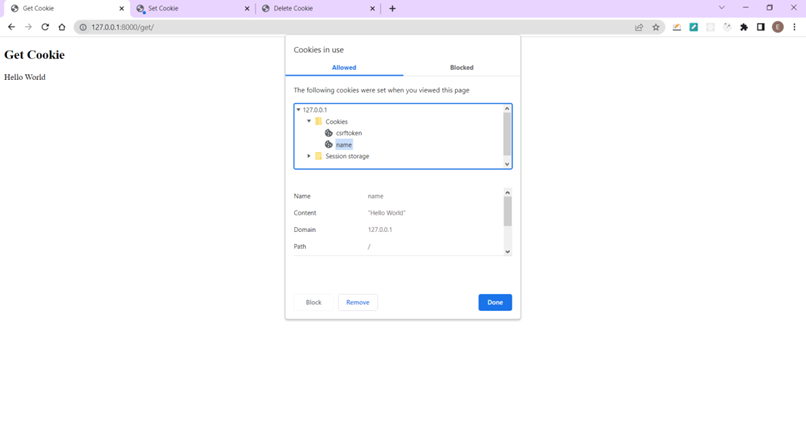 Get Cookie
Set Cookie
Delete Cookie
127.0.0.1:8000/get/
E
Get Cookie
Hello World
Cookies in use
Allowed
Blocked
The following cookies were set when you viewed this page
127.0.0.1
Cookies
csrftoken
name
Session storage
Name name
Content "Hello World"
Domain 127.0.0.1
Path /
Block
Remove
Done